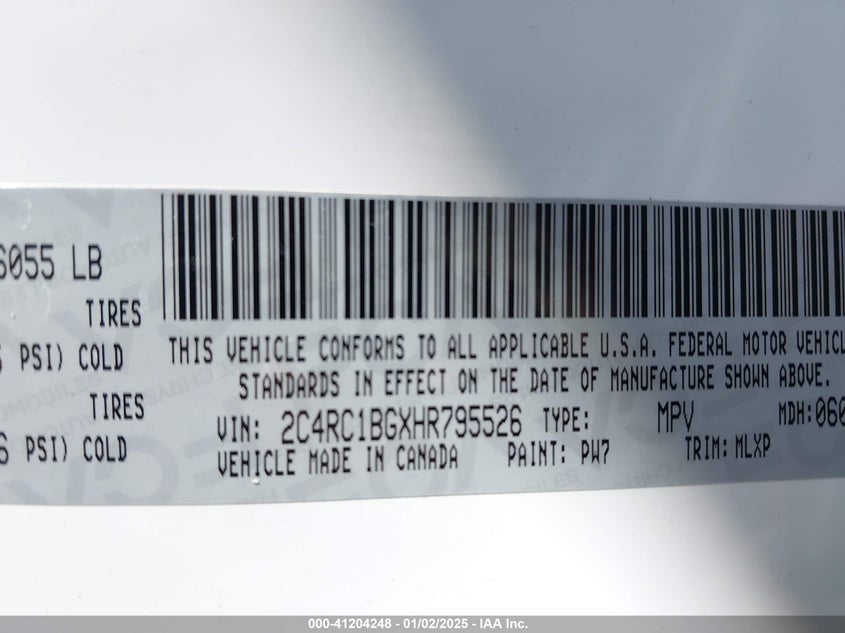 6055 LB
TIRES
PSI) COLD
TIRES
6 PSI) COLD
THIS VEHICLE CONFORMS TO ALL APPLICABLE U.S.A. FEDERAL MOTOR VEHICL
STANDARDS IN EFFECT ON THE DATE OF MANUFACTURE SHOWN ABOVE.
VIN: 2C4RC1BGXHR795526 TYPE: MPV MDH:060
VEHICLE MADE IN CANADA PAINT: PW7 TRIM: MLXP
000-41204248 - 01/02/2025 - IAA Inc.